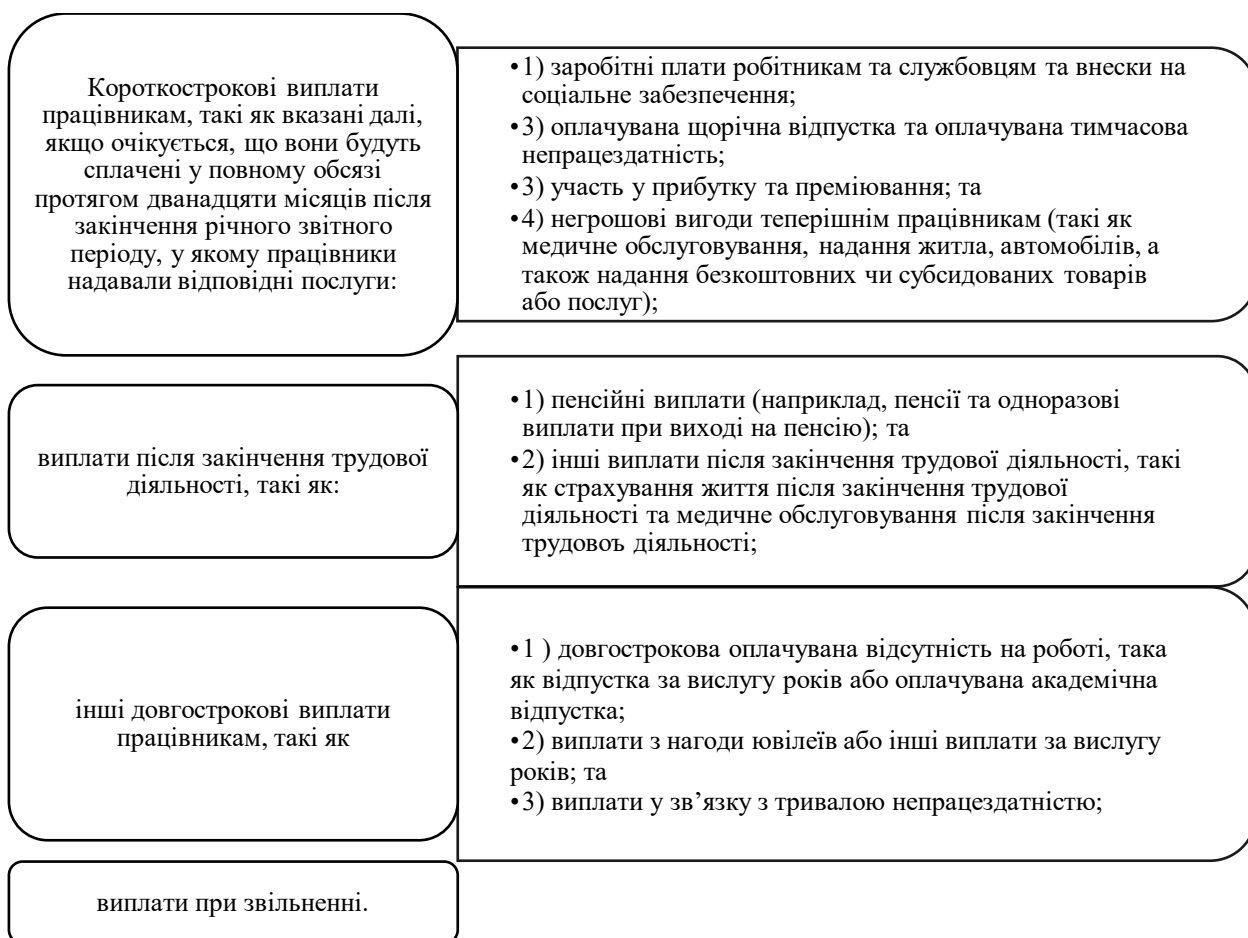 Короткострокові виплати
працівникам, такі як вказані далі,
якщо очікується, що вони будуть
сплачені у повному обсязі
протягом дванадцяти місяців після
закінчення річного звітного
періоду, у якому працівники
надавали відповідні послуги:
•1) заробітні плати робітникам та службовцям та внески на
соціальне забезпечення;
•3) оплачувана щорічна відпустка та оплачувана тимчасова
непрацездатність;
•3) участь у прибутку та преміювання; та
•4) негрошові вигоди теперішнім працівникам (такі як
медичне обслуговування, надання житла, автомобілів, а
також надання безкоштовних чи субсидованих товарів
або послуг);
виплати після закінчення трудової
діяльності, такі як:
•1) пенсійні виплати (наприклад, пенсії та одноразові
виплати при виході на пенсію); та
•2) інші виплати після закінчення трудової діяльності, такі
як страхування життя після закінчення трудової
діяльності та медичне обслуговування після закінчення
трудовоъ діяльності;
інші довгострокові виплати
працівникам, такі як
•1 ) довгострокова оплачувана відсутність на роботі, така
як відпустка за вислугу років або оплачувана академічна
відпустка;
•2) виплати з нагоди ювілеїв або інші виплати за вислугу
років; та
•3) виплати у зв’язку з тривалою непрацездатністю;
виплати при звільненні.